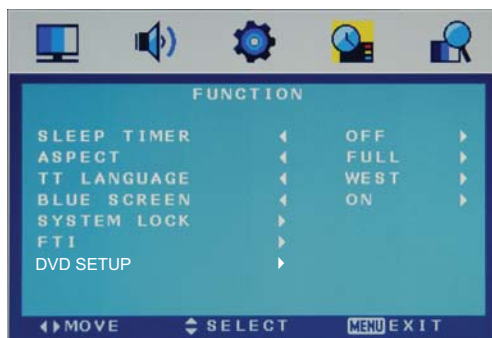 FUNCTION
SLEEP TIMER OFF
ASPECT FULL
TT LANGUAGE WEST
BLUE SCREEN ON
SYSTEM LOCK
FTI
DVD SETUP
MOVE SELECT MENU EXIT